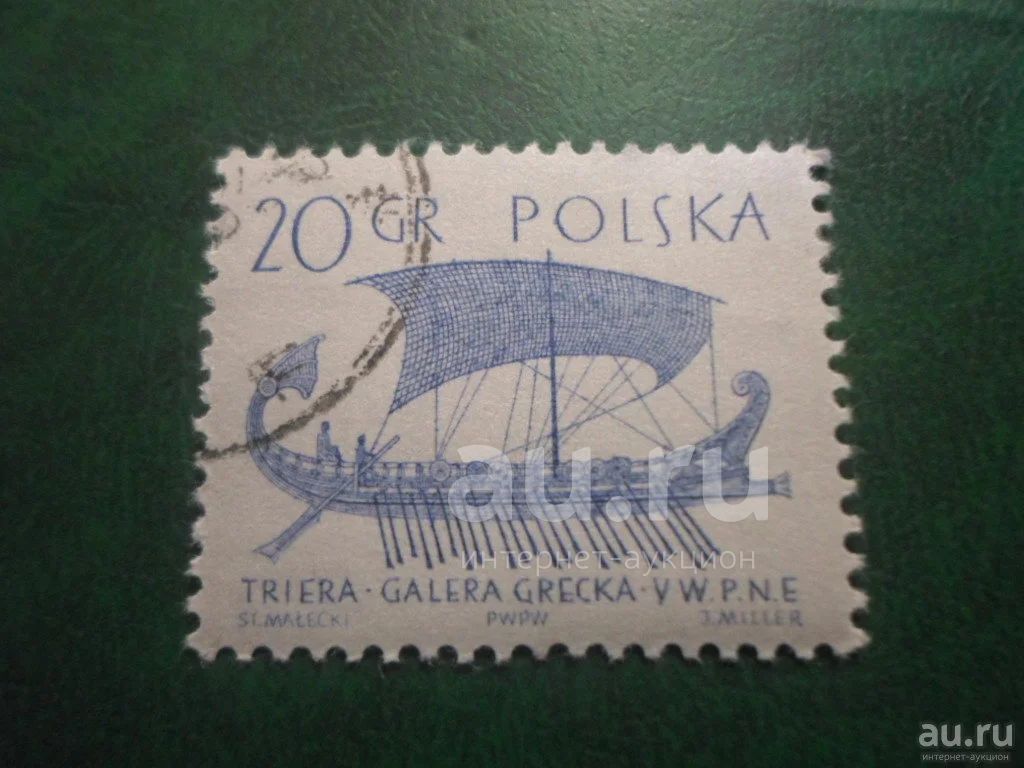 20 GR POLSKA
au.ru
интернет-аукцион
TRIERA · GALERA GRECKA · V W. P. N. E
ST. MAŁECKI PWPW J. MILLER
au.ru
интернет-аукцион